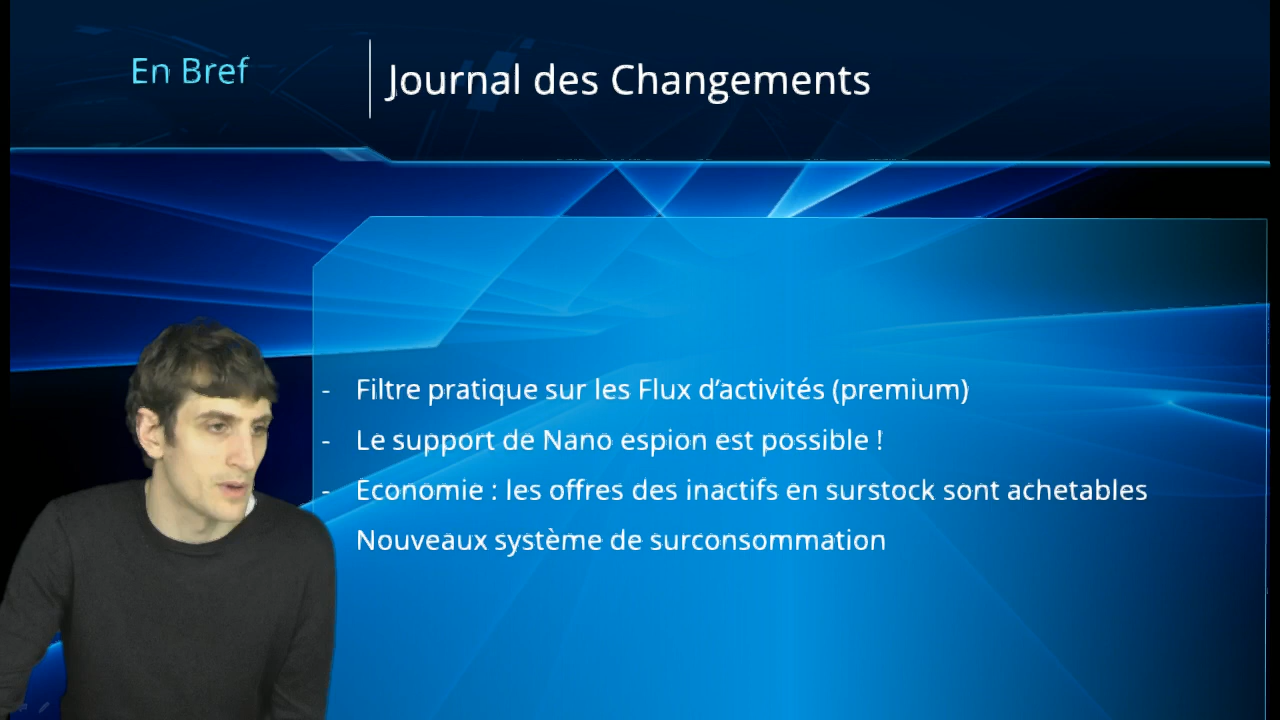 En Bref
Journal des Changements
- Filtre pratique sur les Flux d’activités (premium)
- Le support de Nano espion est possible !
- Economie : les offres des inactifs en surstock sont achetables
Nouveaux système de surconsommation